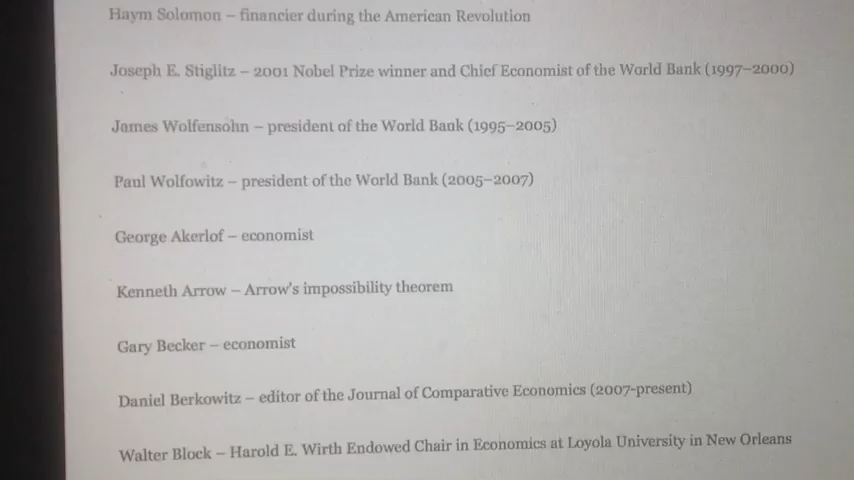 Haym Solomon – financier during the American Revolution
Joseph E. Stiglitz – 2001 Nobel Prize winner and Chief Economist of the World Bank (1997–2000)
James Wolfensohn – president of the World Bank (1995–2005)
Paul Wolfowitz – president of the World Bank (2005–2007)
George Akerlof – economist
Kenneth Arrow – Arrow's impossibility theorem
Gary Becker – economist
Daniel Berkowitz – editor of the Journal of Comparative Economics (2007-present)
Walter Block – Harold E. Wirth Endowed Chair in Economics at Loyola University in New Orleans